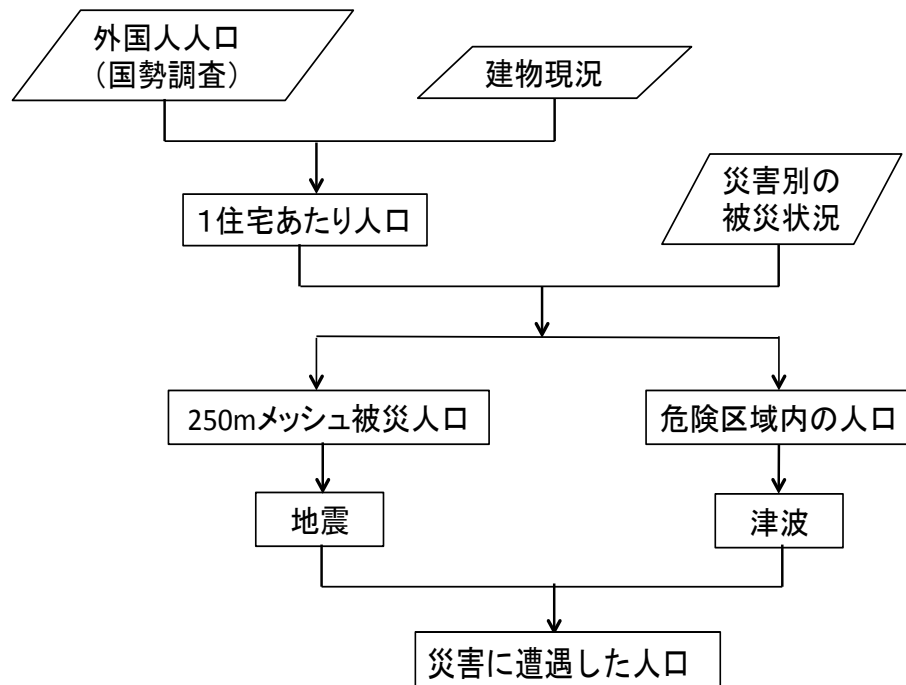 外国人人口
(国勢調査)
建物現況
災害別の
被災状況
1住宅あたり人口
250mメッシュ被災人口
危険区域内の人口
地震
津波
災害に遭遇した人口